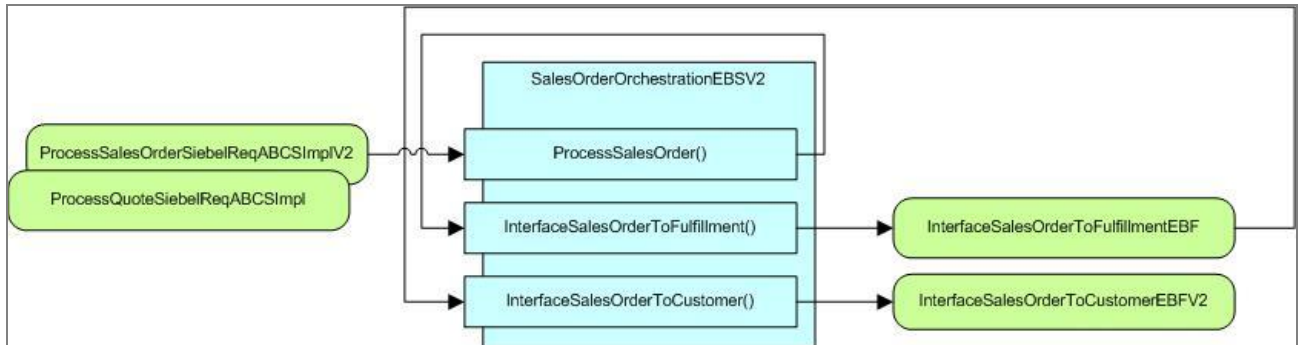 SalesOrderOrchestrationEBSV2
ProcessSalesOrderSiebelReqABCSImplV2
ProcessSalesOrder()
ProcessQuoteSiebelReqABCSImpl
InterfaceSalesOrderToFulfillment()
InterfaceSalesOrderToFulfillmentEBF
InterfaceSalesOrderToCustomer()
InterfaceSalesOrderToCustomerEBFV2